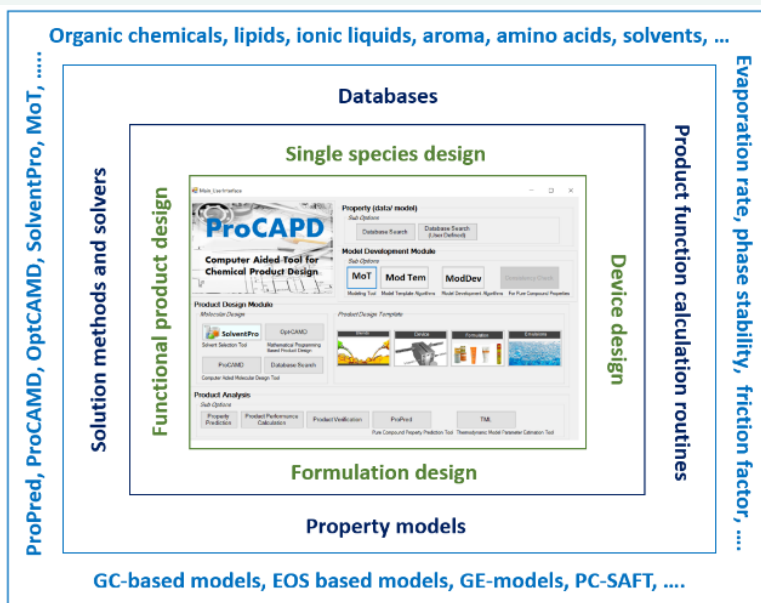 Organic chemicals, lipids, ionic liquids, aroma, amino acids, solvents, ...
ProPred, ProCAMD, OptCAMD, SolventPro, MoT, .....
Evaporation rate, phase stability, friction factor, ....
Databases
Solution methods and solvers
Product function calculation routines
Single species design
Functional product design
Device design
Main_UserInterface
ProCAPD
Computer Aided Tool for
Chemical Product Design
Property (data/ model)
Sub Options
Database Search
Database Search
(User Defined)
Model Development Module
Sub Options
MoT
Mod Tem
ModDev
Modeling Tool
Model Template Algorithms
Model Development Algorithms
For Pure Compound Properties
Product Design Module
Molecular Design
SolventPro
OptCAMD
Solvent Selection Tool
Mathematical Programming
Based Product Design
ProCAMD
Database Search
Computer Aided Molecular Design Tool
Product Design Template
Blends
Device
Formulation
Emulsions
Product Analysis
Sub Options
Property
Prediction
Product Performance
Calculation
Product Verification
ProPred
TML
Pure Compound Property Prediction Tool
Thermodynamic Model Parameter Estimation Tool
Formulation design
Property models
GC-based models, EOS based models, GE-models, PC-SAFT, ....